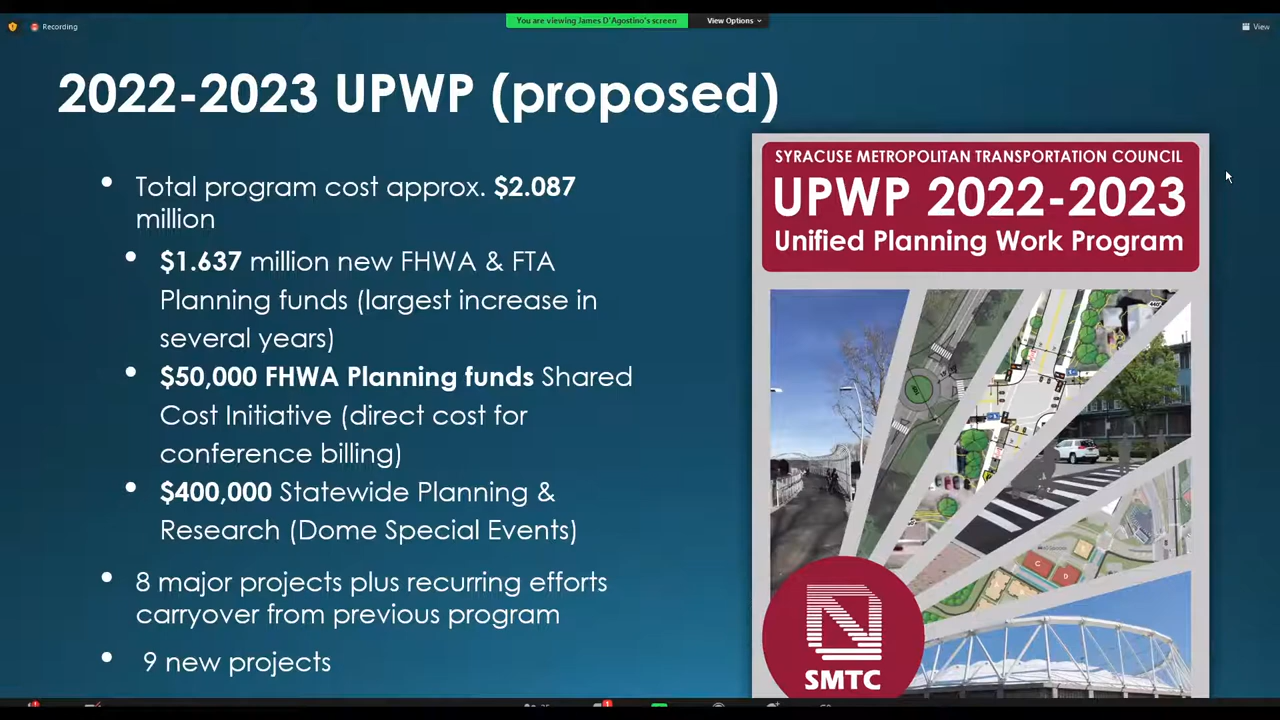 Recording
You are viewing James D'Agostino's screen
View Options
View
2022-2023 UPWP (proposed)
• Total program cost approx. $2.087
million
• $1.637 million new FHWA & FTA
Planning funds (largest increase in
several years)
• $50,000 FHWA Planning funds Shared
Cost Initiative (direct cost for
conference billing)
• $400,000 Statewide Planning &
Research (Dome Special Events)
• 8 major projects plus recurring efforts
carryover from previous program
• 9 new projects
SYRACUSE METROPOLITAN TRANSPORTATION COUNCIL
UPWP 2022-2023
Unified Planning Work Program
C
D
SMTC